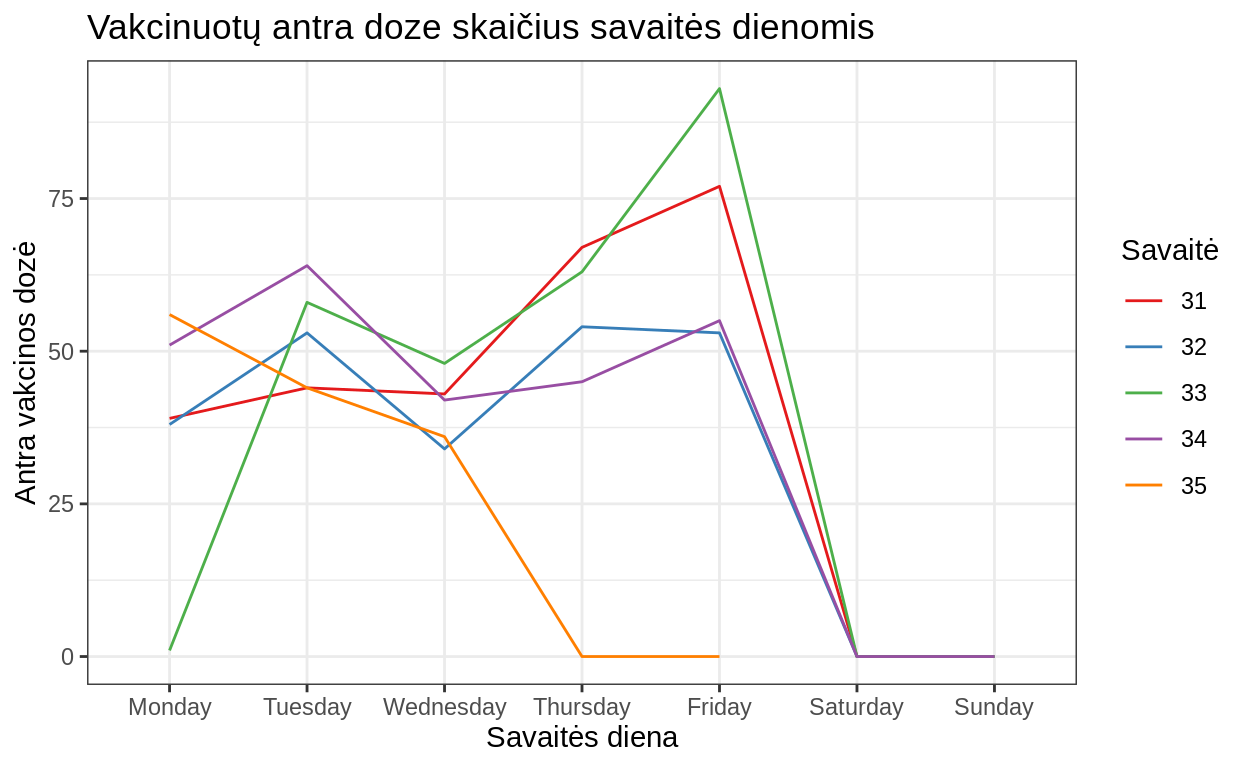 Vakcinuotų antra doze skaičius savaitės dienomis
Antra vakcinos dozė
75
50
25
0
Monday Tuesday Wednesday Thursday Friday Saturday Sunday
Savaitės diena
Savaitė
31
32
33
34
35